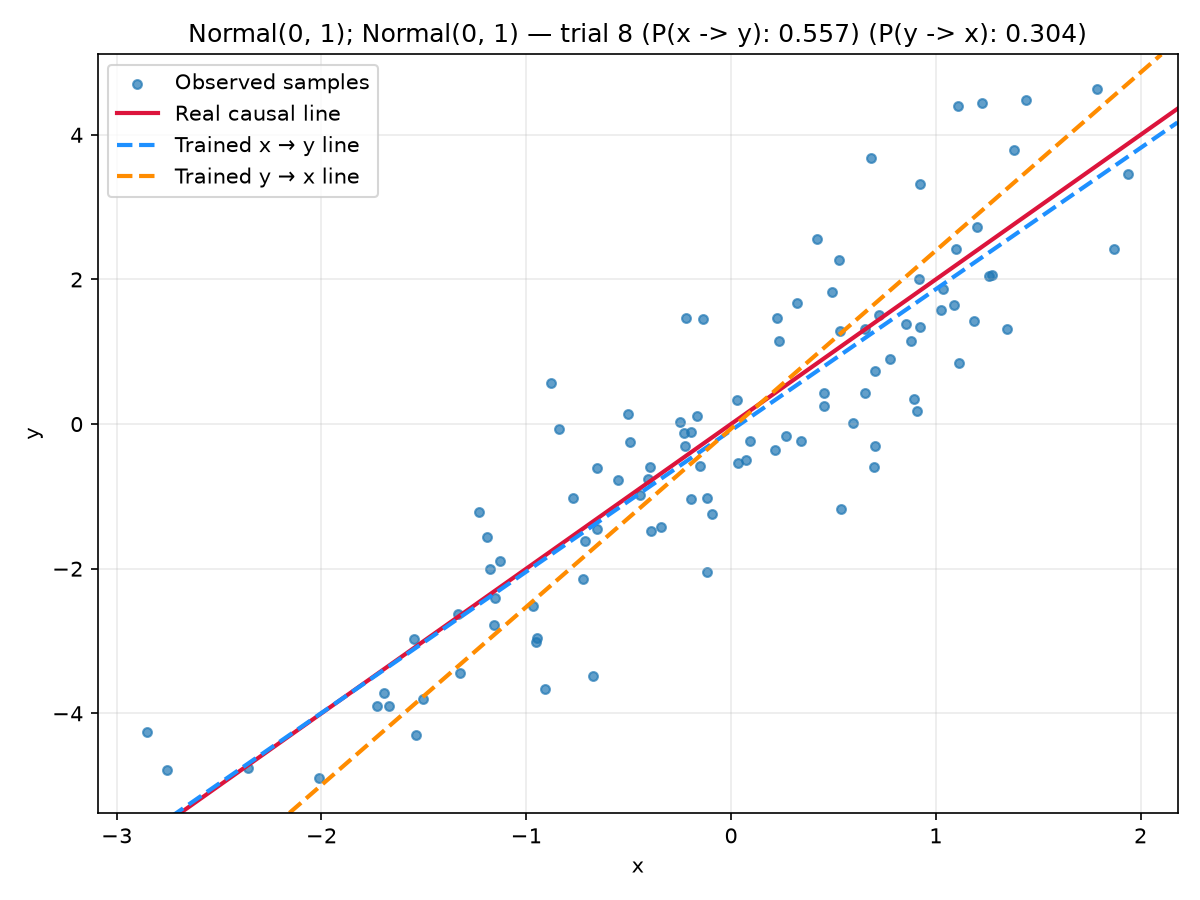 Normal(0, 1); Normal(0, 1) — trial 8 (P(x -> y): 0.557) (P(y -> x): 0.304)
Observed samples
Real causal line
Trained x → y line
Trained y → x line
4
2
0
−2
−4
y
−3
−2
−1
0
1
2
x